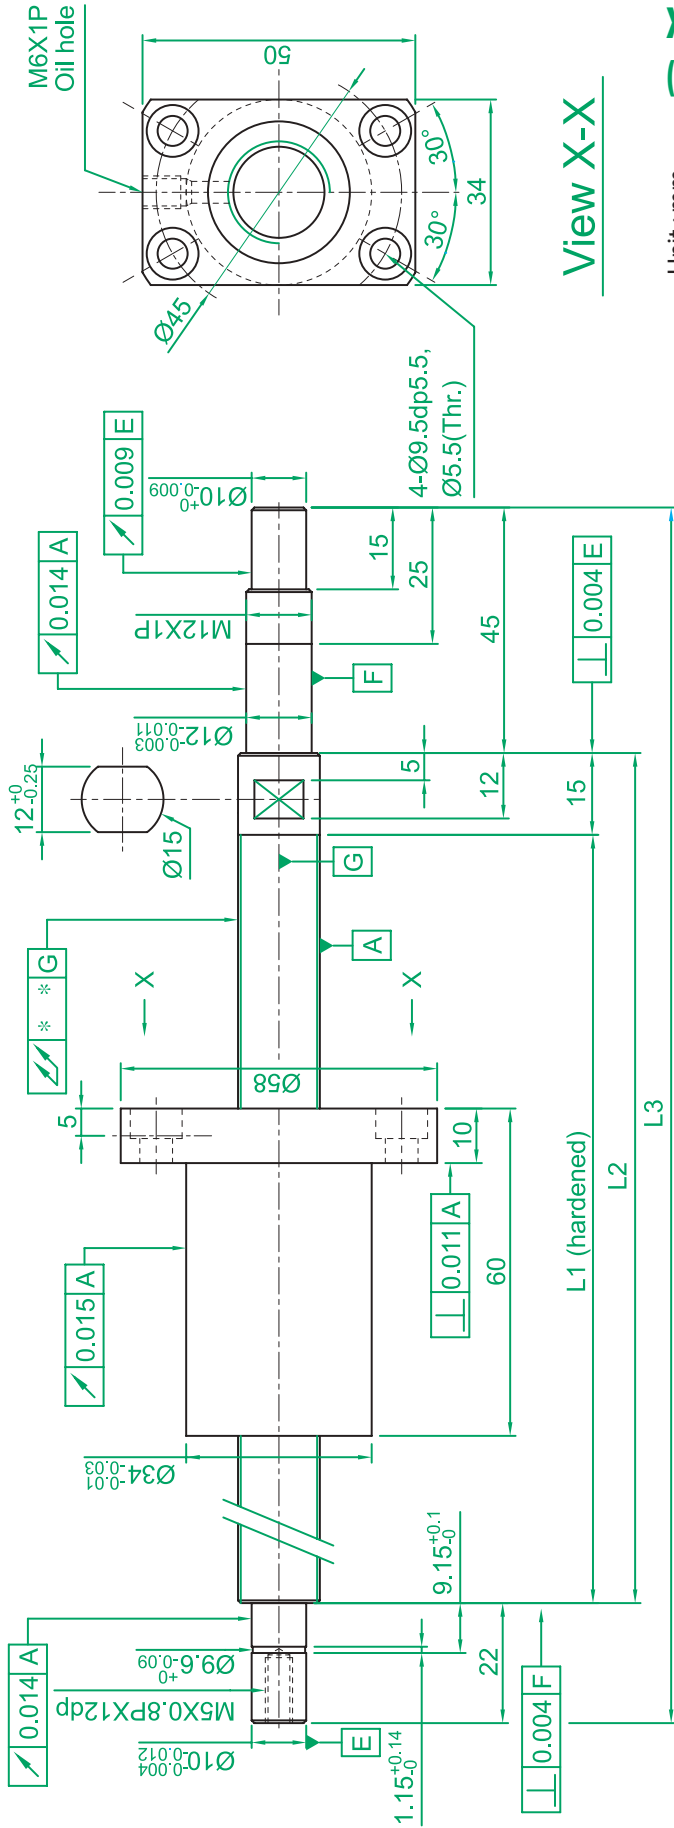 M6X1P
Oil hole
50
Ø45
30°
30°
34
4-Ø9.5dp5.5,
Ø5.5(Thr.)
View X-X
0.009 E
Ø10 +0 -0.009
0.014 A
M12X1P
Ø12 -0.003 -0.011
F
15
25
45
0.004 E
12 +0 -0.25
Ø15
5
12
15
G
A
* * G
X
X
Ø58
5
10
0.011 A
60
0.015 A
Ø34 -0.01 -0.03
L1 (hardened)
L2
L3
0.014 A
Ø9.6 +0 -0.09
M5X0.8PX12dp
Ø10 -0.004 -0.012
E
9.15 +0.1 -0
22
1.15 +0.14 -0
0.004 F